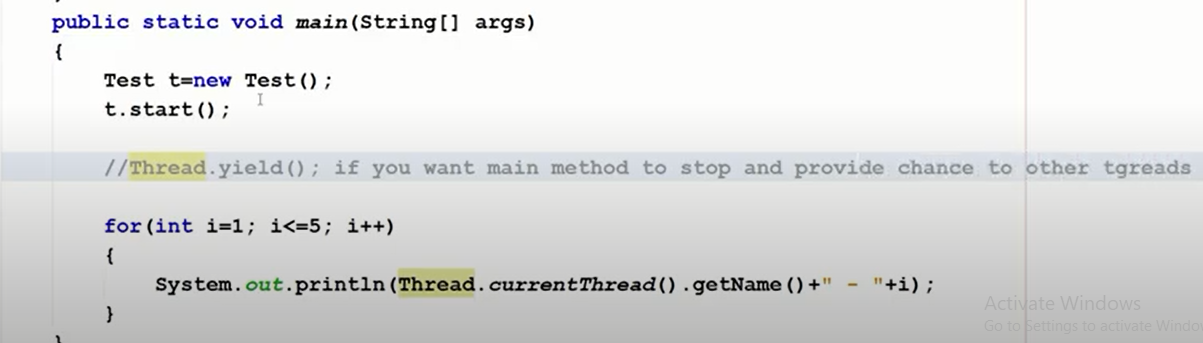 public static void main(String[] args)
{
Test t=new Test();
t.start();
//Thread.yield(); if you want main method to stop and provide chance to other tgreads
for(int i=1; i<=5; i++)
{
System.out.println(Thread.currentThread().getName()+" - "+i);
}
Activate Windows
Go to Settings to activate